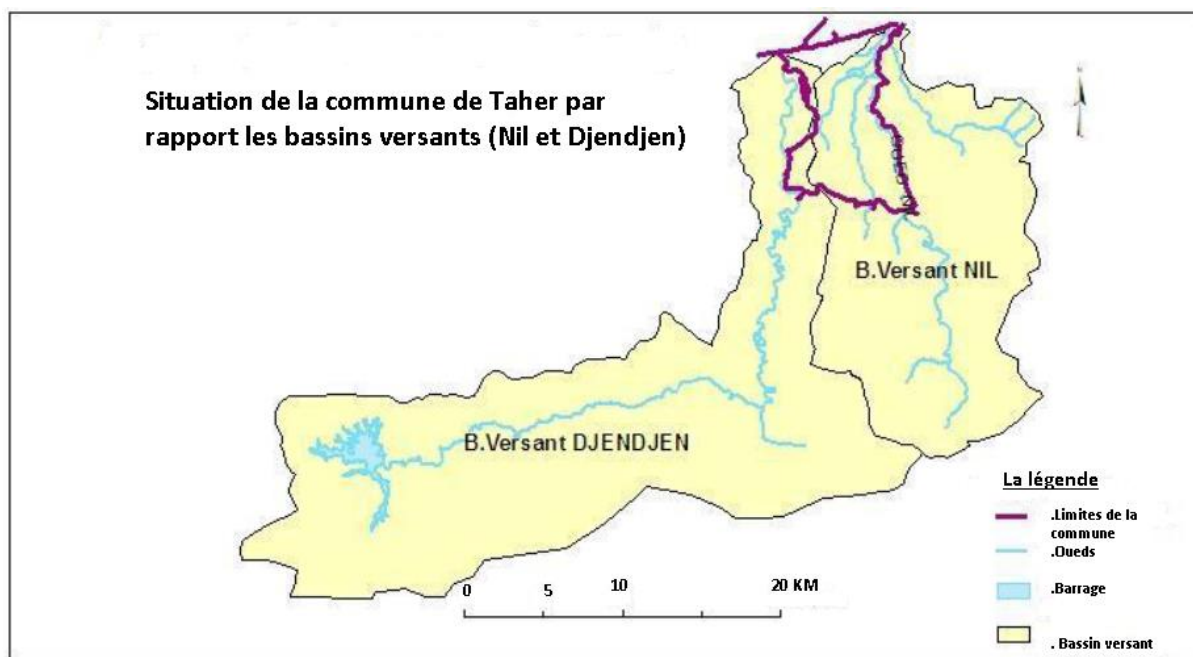 Situation de la commune de Taher par
rapport les bassins versants (Nil et Djendjen)
B.Versant NIL
B.Versant DJENDJEN
La légende
.Limites de la
commune
.Oueds
.Barrage
. Bassin versant
0 5 10 20 KM